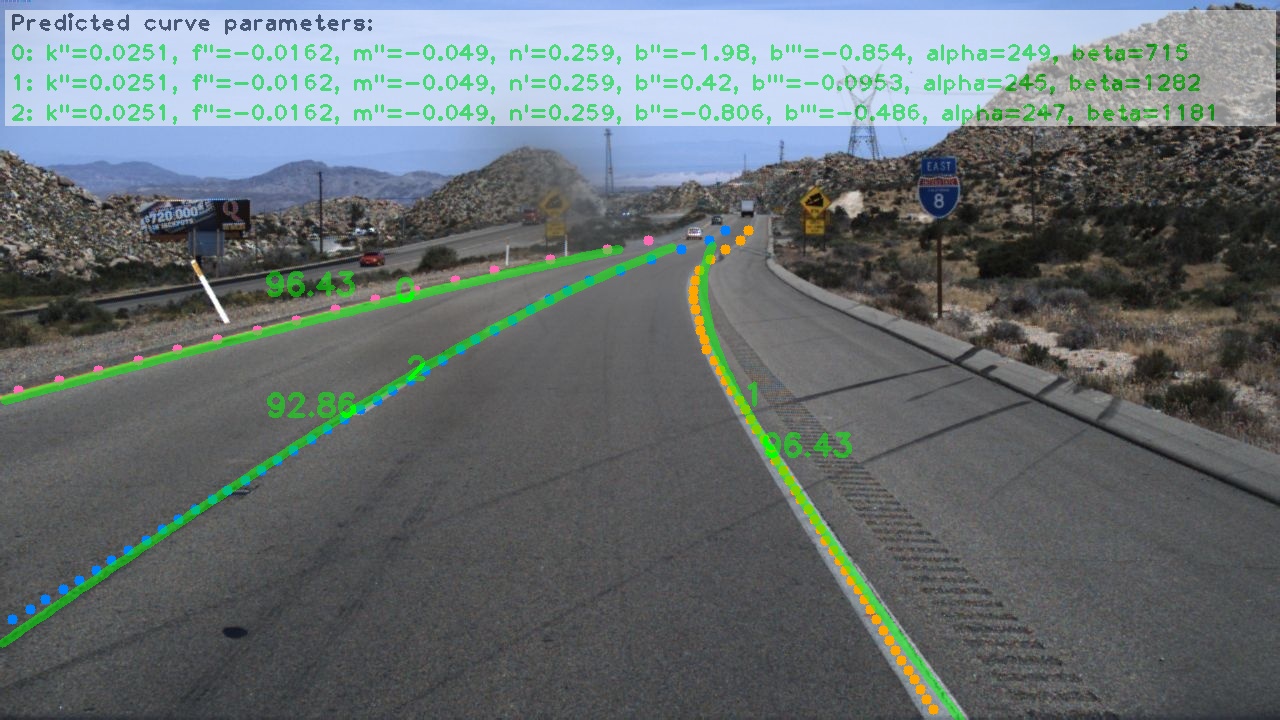 Predicted curve parameters:
0: k''=0.0251, f''=-0.0162, m''=-0.049, n'=0.259, b''=-1.98, b'''=-0.854, alpha=249, beta=715
1: k''=0.0251, f''=-0.0162, m''=-0.049, n'=0.259, b''=0.42, b'''=-0.0953, alpha=245, beta=1282
2: k''=0.0251, f''=-0.0162, m''=-0.049, n'=0.259, b''=-0.806, b'''=-0.486, alpha=247, beta=1181
EAST
INTERSTATE
CALIFORNIA
8
$720,000
Q
96.43
0
2
92.86
1
96.43